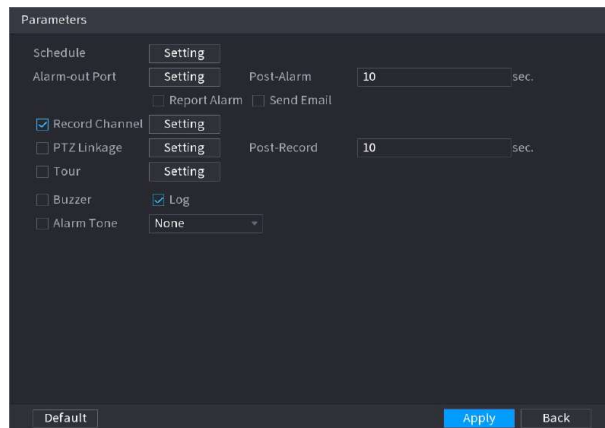 Parameters
Schedule Setting
Alarm-out Port Setting Post-Alarm 10 sec.
Report Alarm Send Email
Record Channel Setting
PTZ Linkage Setting Post-Record 10 sec.
Tour Setting
Buzzer Log
Alarm Tone None
Default Apply Back